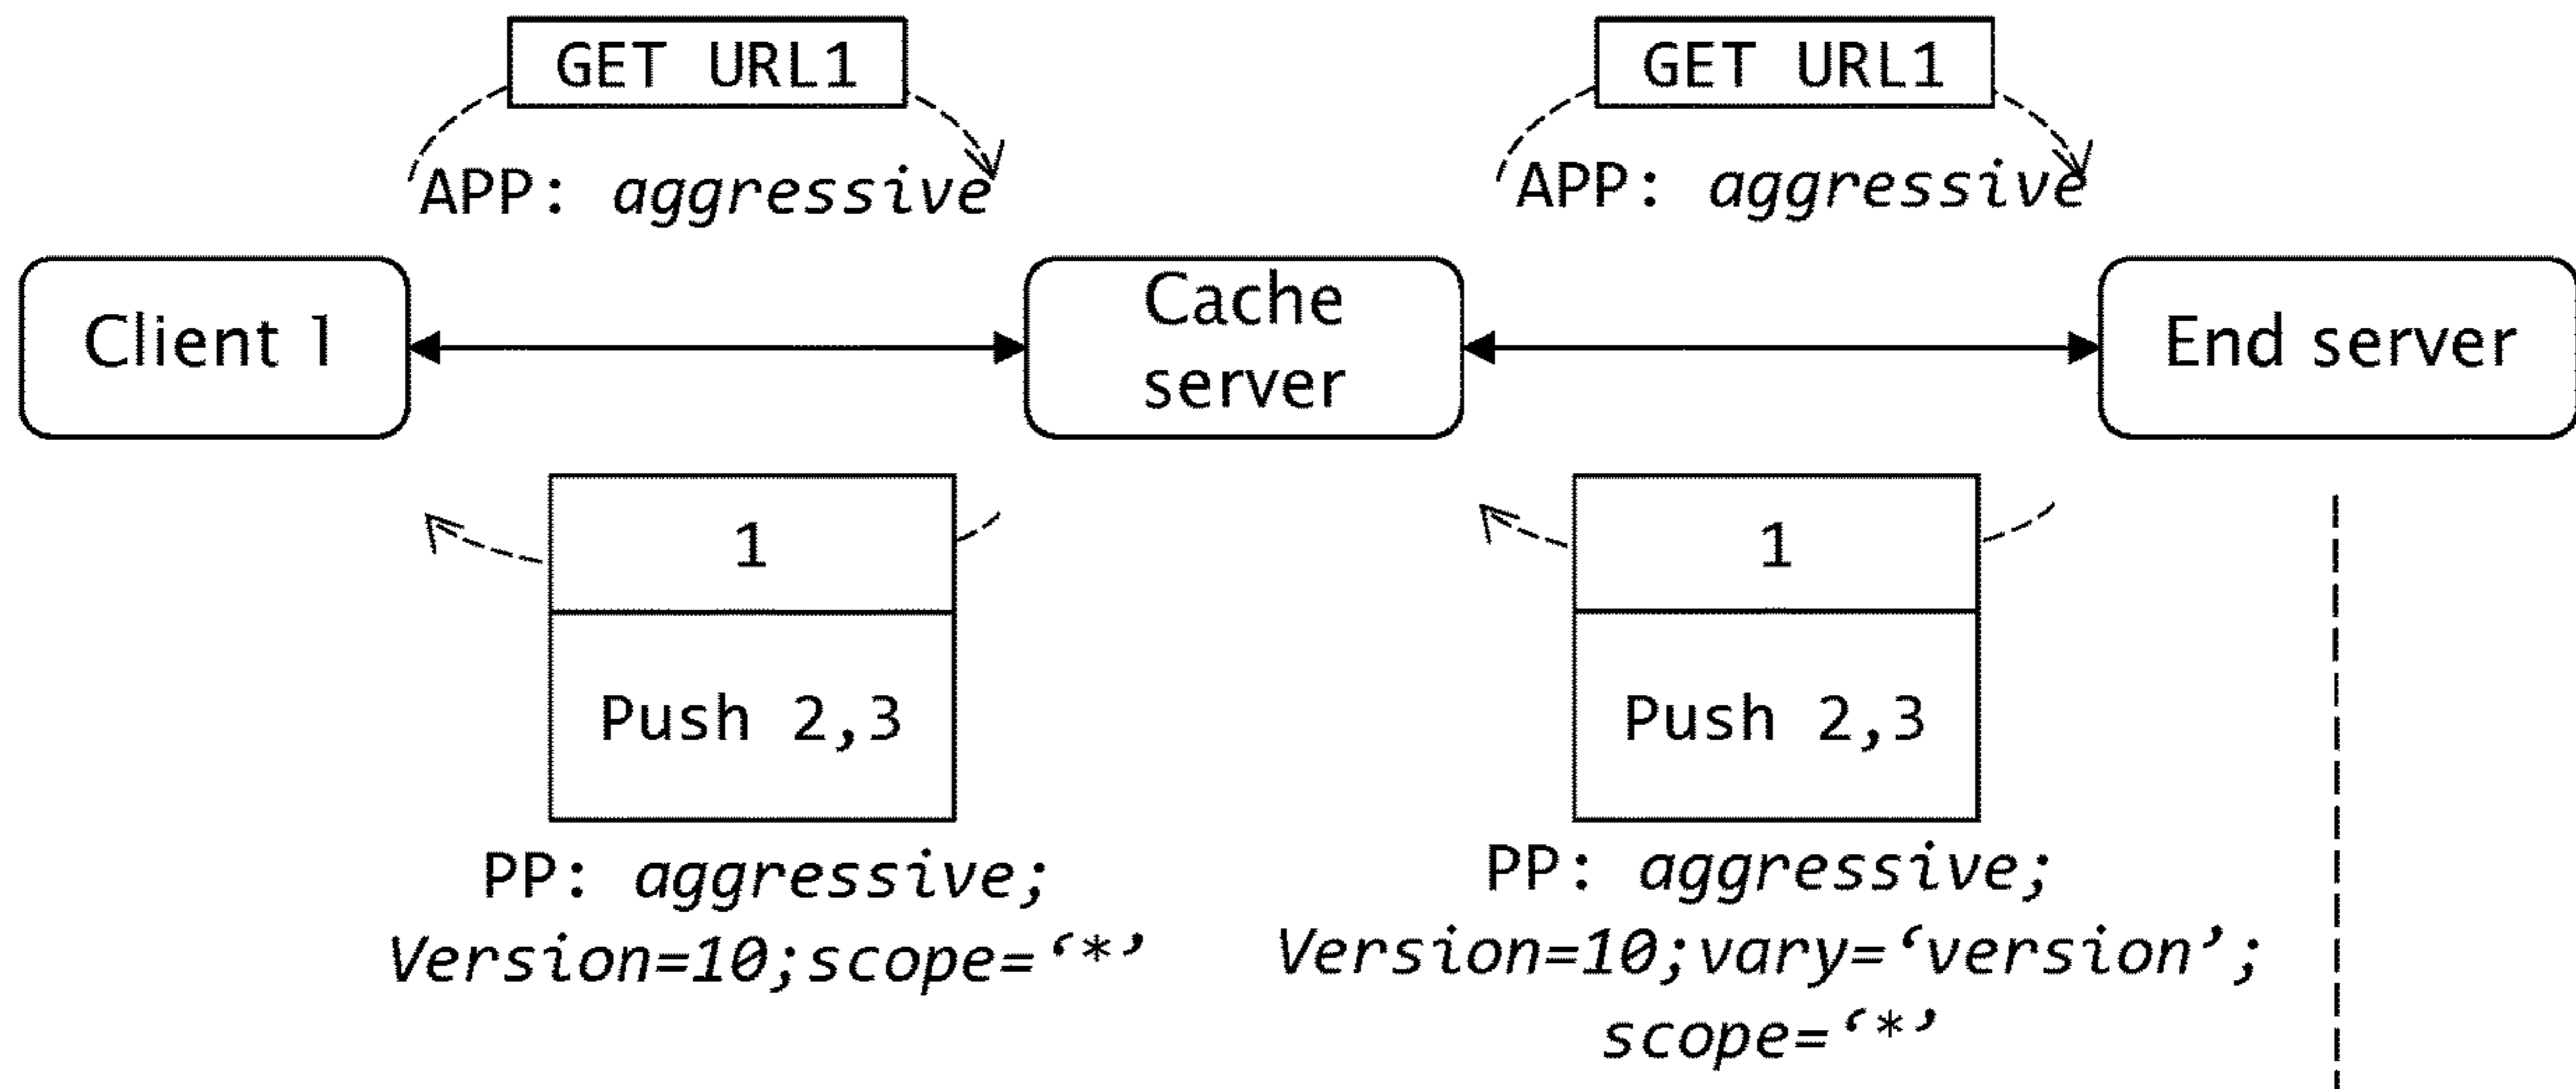 GET URL1
GET URL1
APP: aggressive
APP: aggressive
Client 1
Cache
server
End server
1
Push 2,3
1
Push 2,3
PP: aggressive;
Version=10;scope=‘*’
PP: aggressive;
Version=10;vary=‘version’;
scope=‘*’